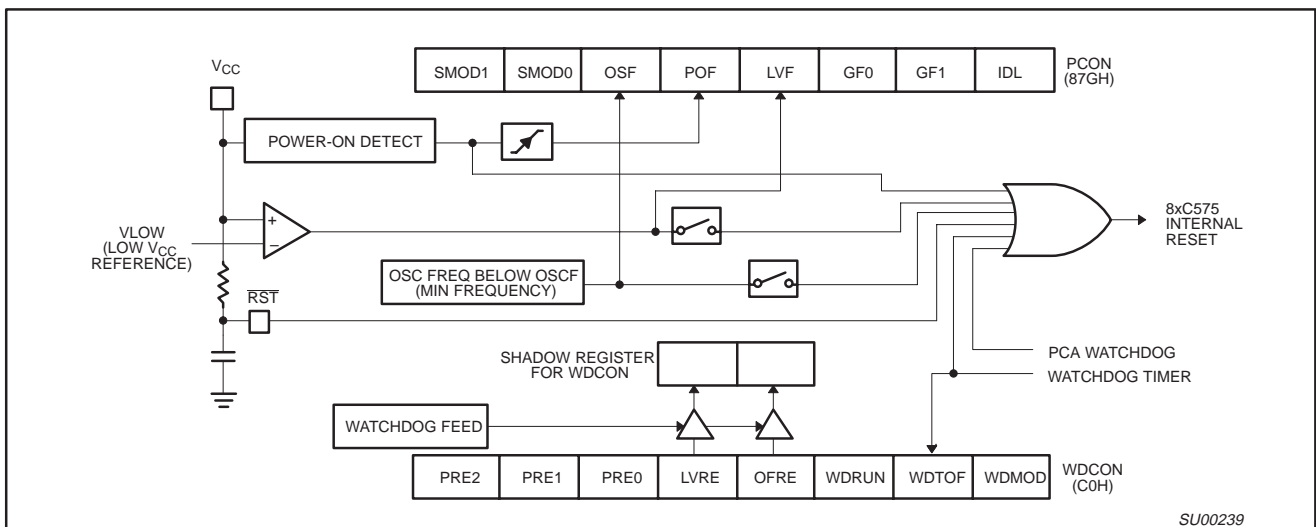 SMOD1 SMOD0 OSF POF LVF GF0 GF1 IDL
PCON
(87GH)
VCC
POWER-ON DETECT
+
–
VLOW
(LOW VCC
REFERENCE)
8xC575
INTERNAL
RESET
OSC FREQ BELOW OSCF
(MIN FREQUENCY)
RST
SHADOW REGISTER
FOR WDCON
PCA WATCHDOG
WATCHDOG TIMER
WATCHDOG FEED
PRE2 PRE1 PRE0 LVRE OFRE WDRUN WDTOF WDMOD
WDCON
(C0H)
SU00239